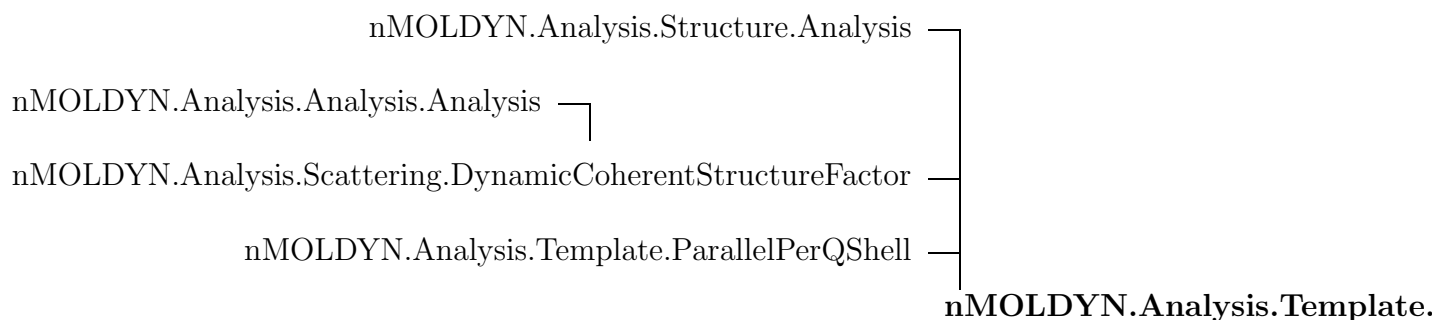 nMOLDYN.Analysis.Structure.Analysis
nMOLDYN.Analysis.Analysis.Analysis
nMOLDYN.Analysis.Scattering.DynamicCoherentStructureFactor
nMOLDYN.Analysis.Template.ParallelPerQShell
nMOLDYN.Analysis.Template.